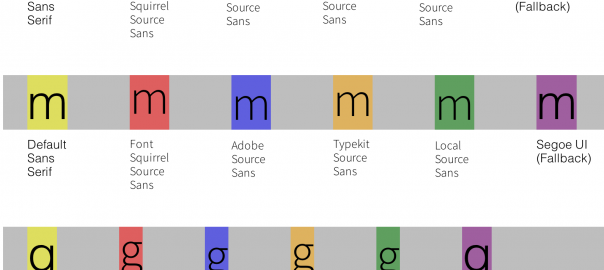 Sans Squirrel Source Source Source (Fallback)
Serif Source Sans Sans Sans
Sans
m m m m m m
Default Font Adobe Typekit Local Segoe UI
Sans Squirrel Source Source Source (Fallback)
Serif Source Sans Sans Sans
Sans
g g g g g g